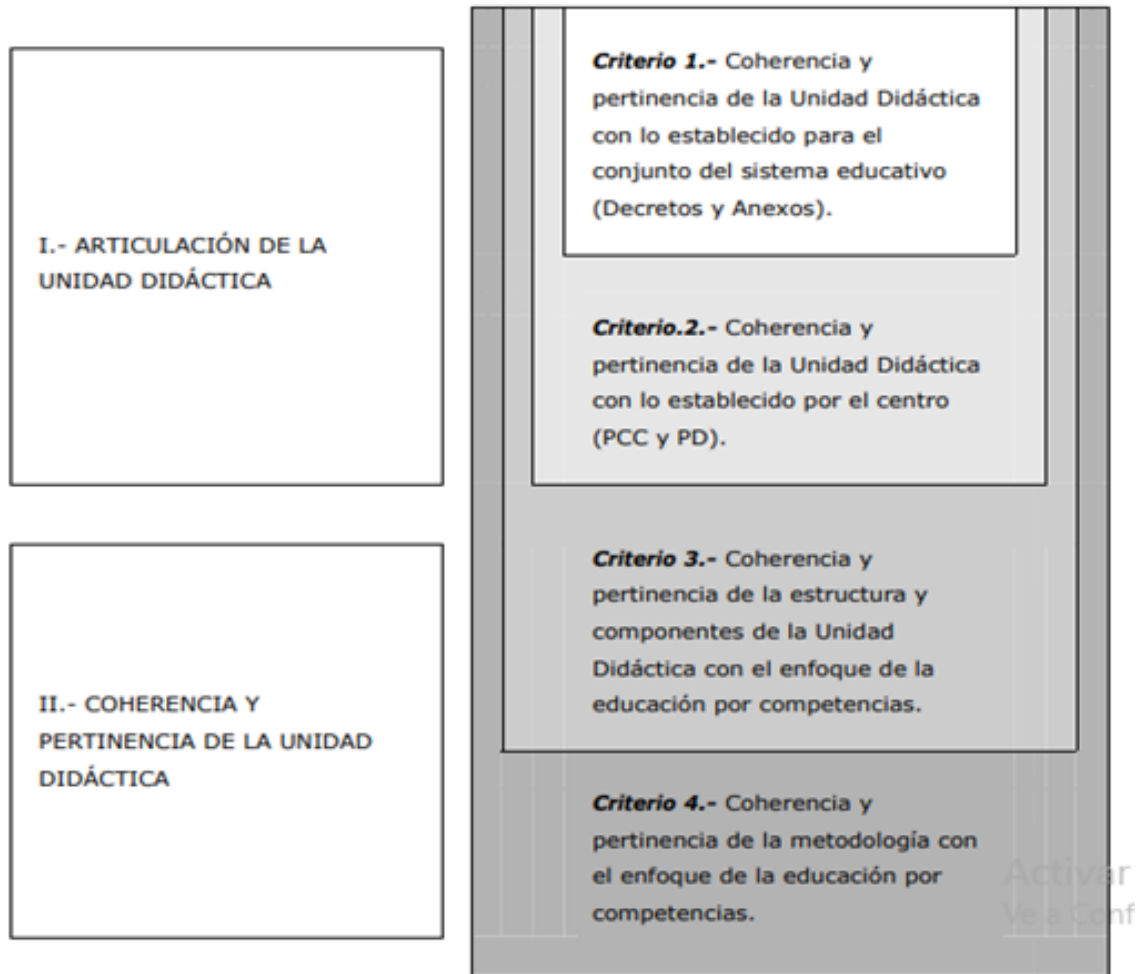 I.- ARTICULACIÓN DE LA
UNIDAD DIDÁCTICA
Criterio 1.- Coherencia y
pertinencia de la Unidad Didáctica
con lo establecido para el
conjunto del sistema educativo
(Decretos y Anexos).
Criterio.2.- Coherencia y
pertinencia de la Unidad Didáctica
con lo establecido por el centro
(PCC y PD).
II.- COHERENCIA Y
PERTINENCIA DE LA UNIDAD
DIDÁCTICA
Criterio 3.- Coherencia y
pertinencia de la estructura y
componentes de la Unidad
Didáctica con el enfoque de la
educación por competencias.
Criterio 4.- Coherencia y
pertinencia de la metodología con
el enfoque de la educación por
competencias.
Activar
Ve a Conf